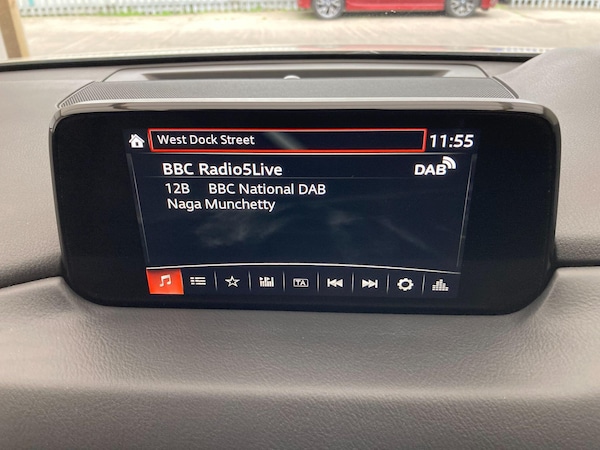 West Dock Street
11:55
BBC Radio5Live
DAB
12B BBC National DAB
Naga Munchetty
TA